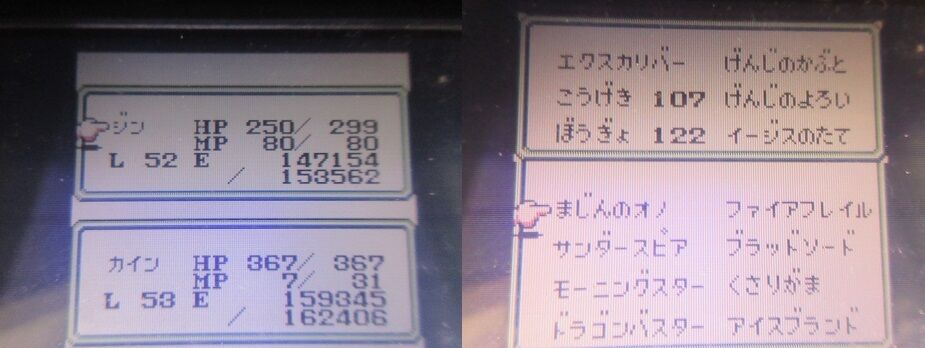 ジン HP 250/ 299
MP 80/ 80
L 52 E 147154
/ 153562
カイン HP 367/ 367
MP 7/ 31
L 53 E 159345
/ 162406
エクスカリバー げんじのかぶと
こうげき 107 げんじのよろい
ぼうぎょ 122 イージスのたて
まじんのオノ ファイアフレイル
サンダースピア ブラッドソード
モーニングスター くさりがま
ドラゴンバスター アイスブランド